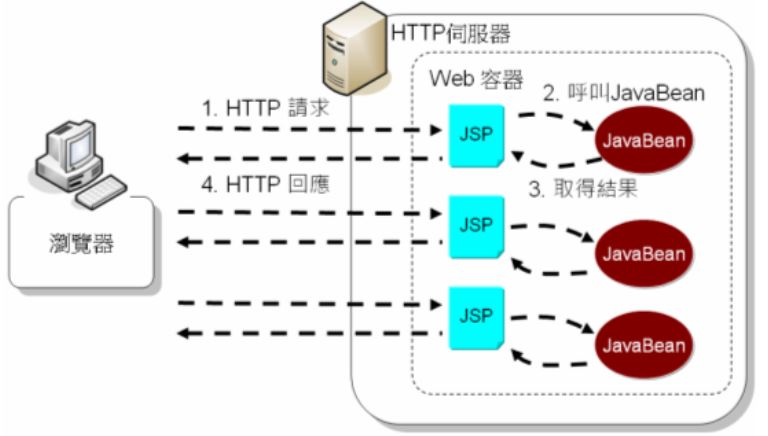 HTTP伺服器
Web 容器
2. 呼叫JavaBean
1. HTTP 請求
JSP
JavaBean
4. HTTP 回應
3. 取得結果
JSP
瀏覽器
JavaBean
JSP
JavaBean